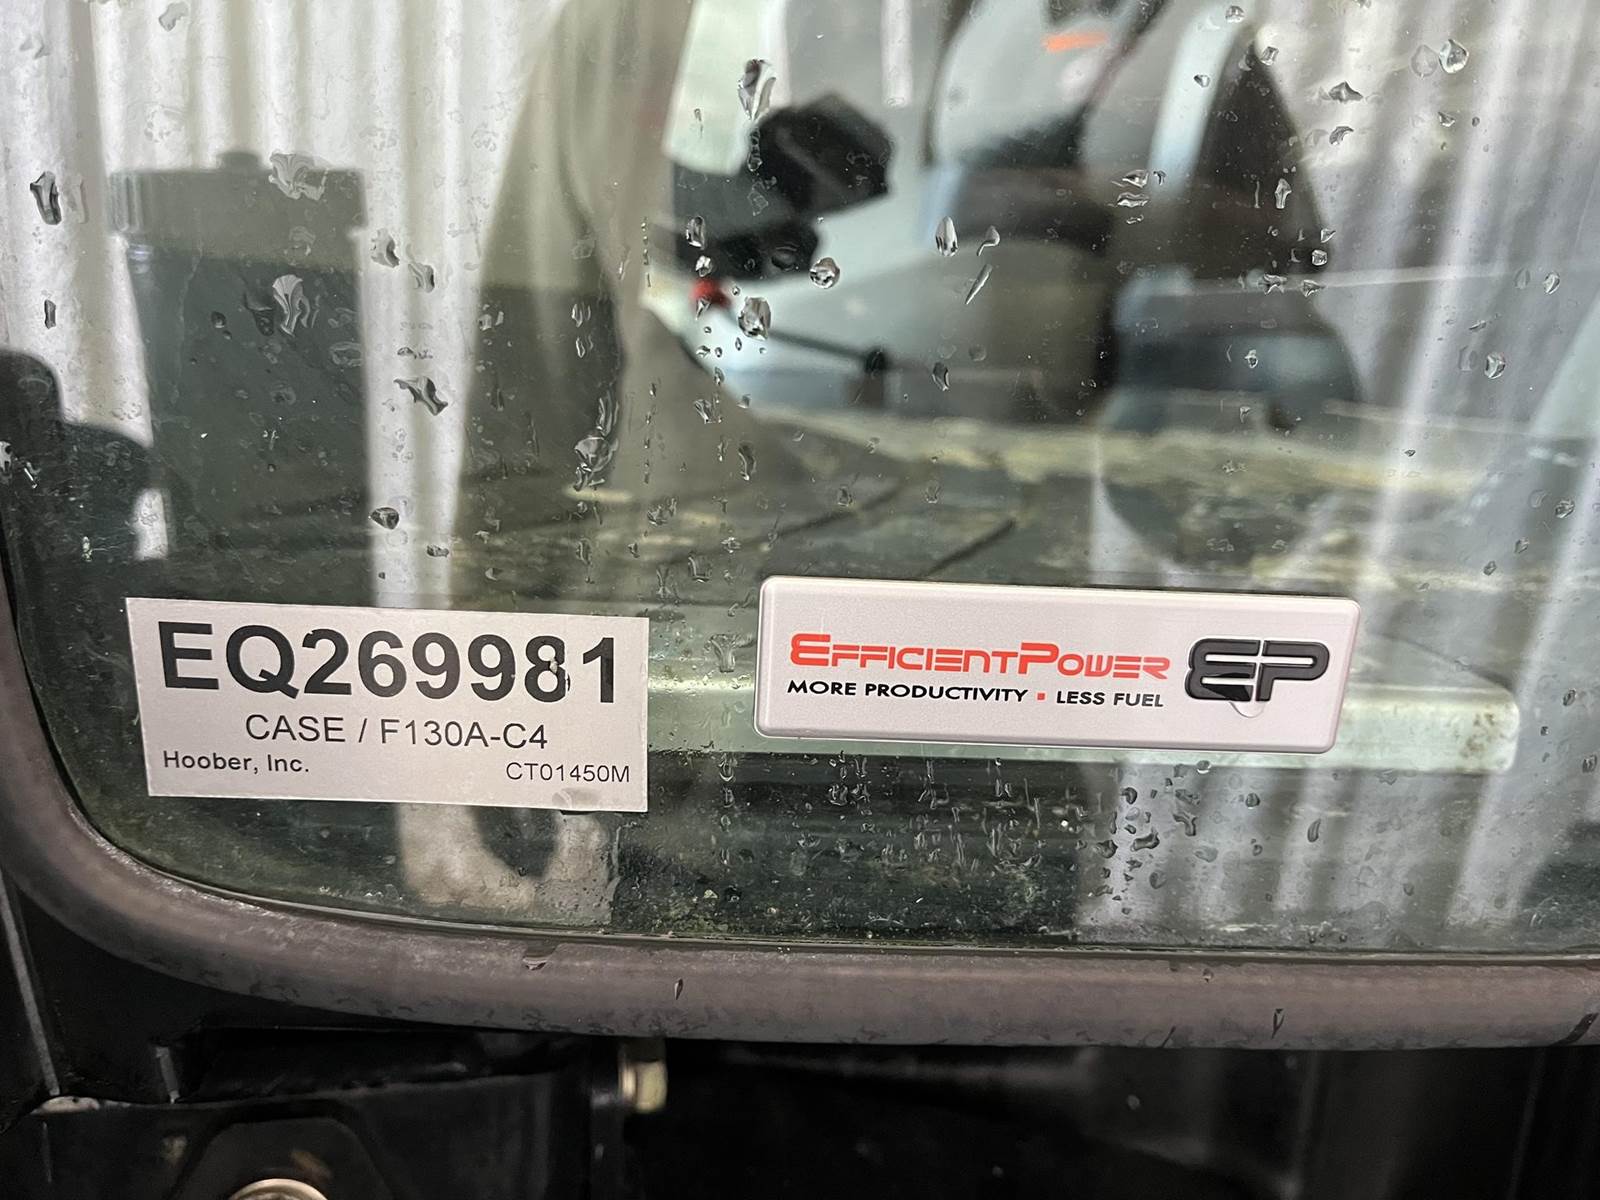 EQ269981
CASE / F130A-C4
Hoober, Inc. CT01450M
EFFICIENTPOWER
MORE PRODUCTIVITY ▪ LESS FUEL
EP